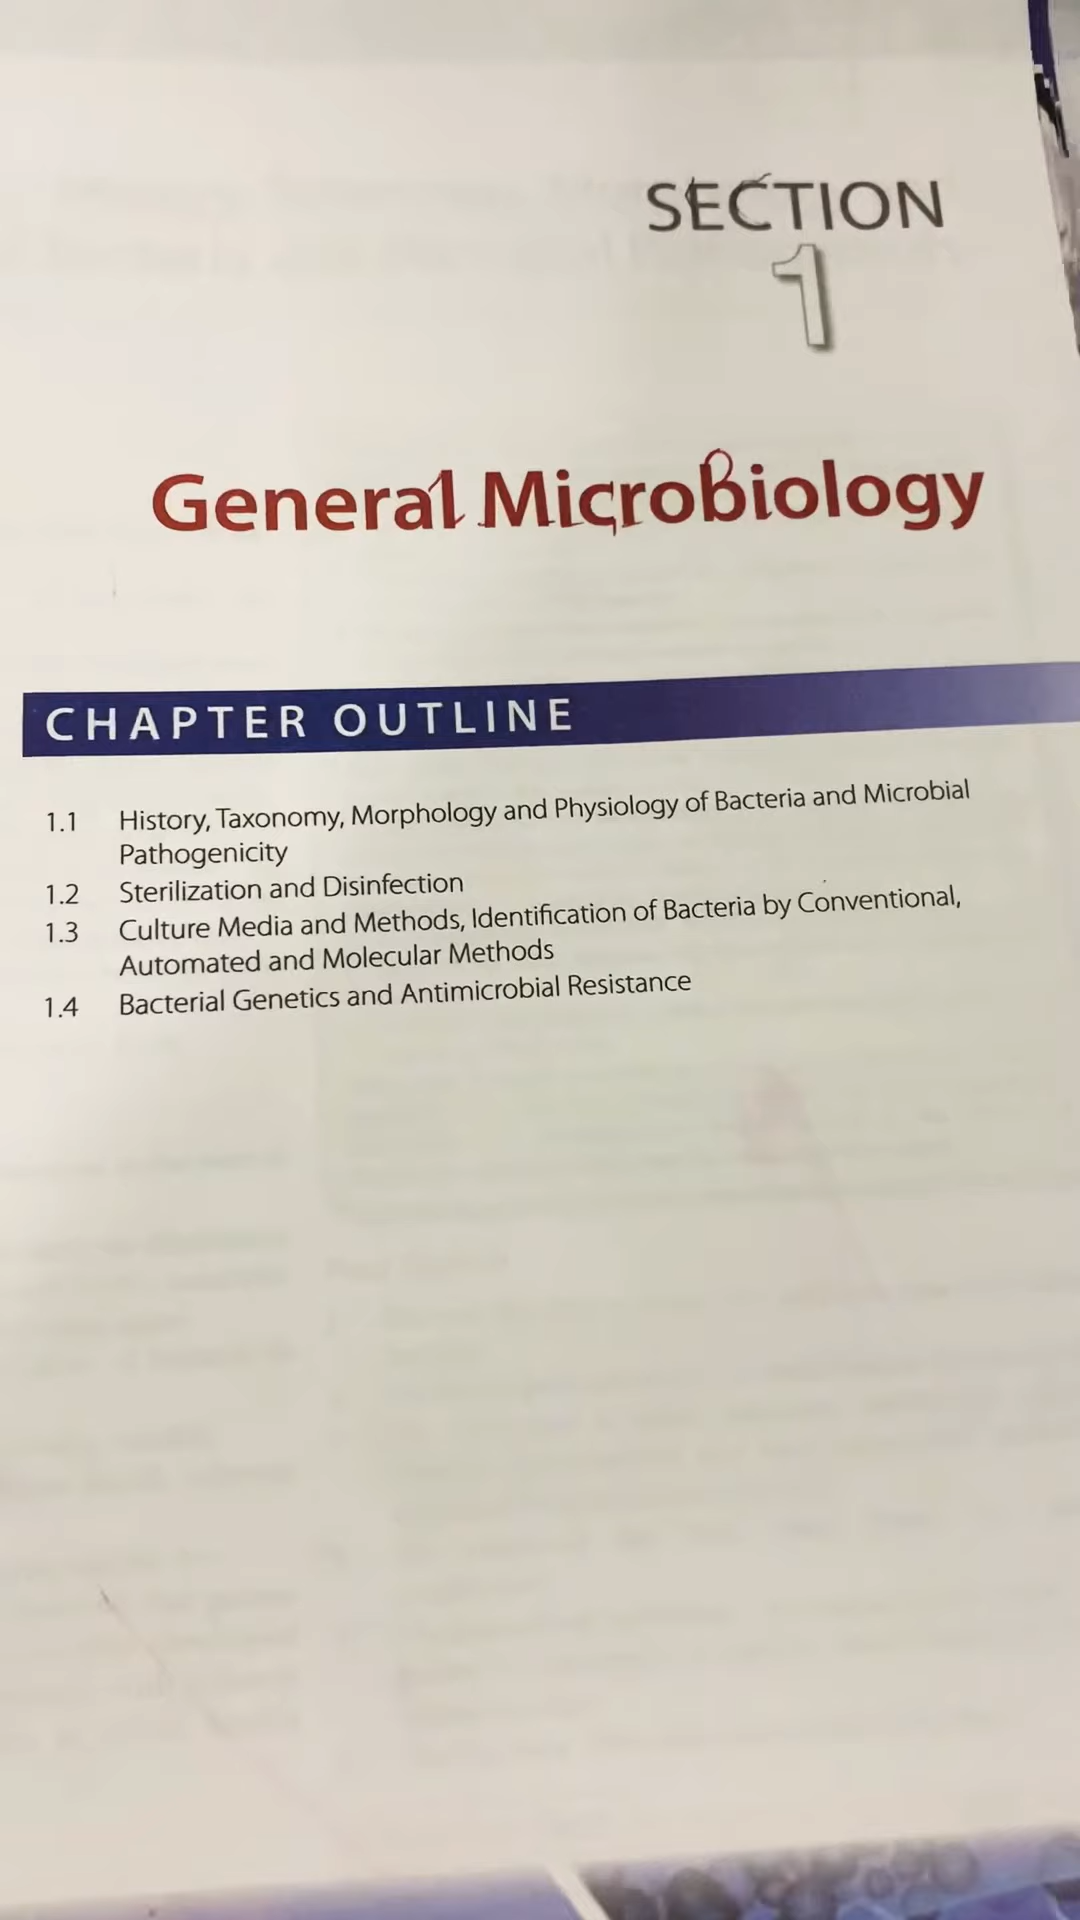 SECTION
1
General Microbiology
CHAPTER OUTLINE
1.1 History, Taxonomy, Morphology and Physiology of Bacteria and Microbial
Pathogenicity
1.2 Sterilization and Disinfection
1.3 Culture Media and Methods, Identification of Bacteria by Conventional,
Automated and Molecular Methods
1.4 Bacterial Genetics and Antimicrobial Resistance